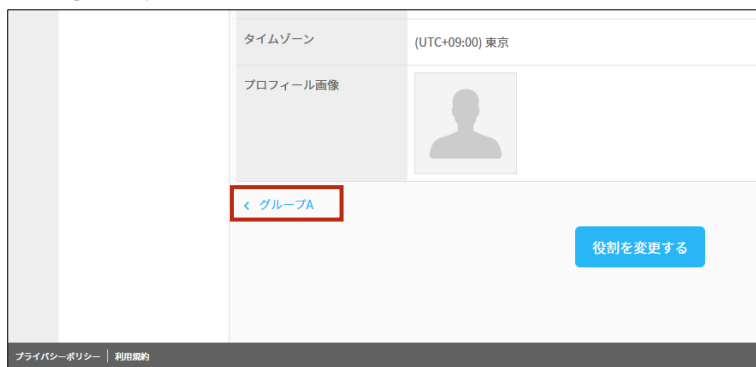 タイムゾーン
(UTC+09:00) 東京
プロフィール画像
< グループA
役割を変更する
プライバシーポリシー | 利用規約